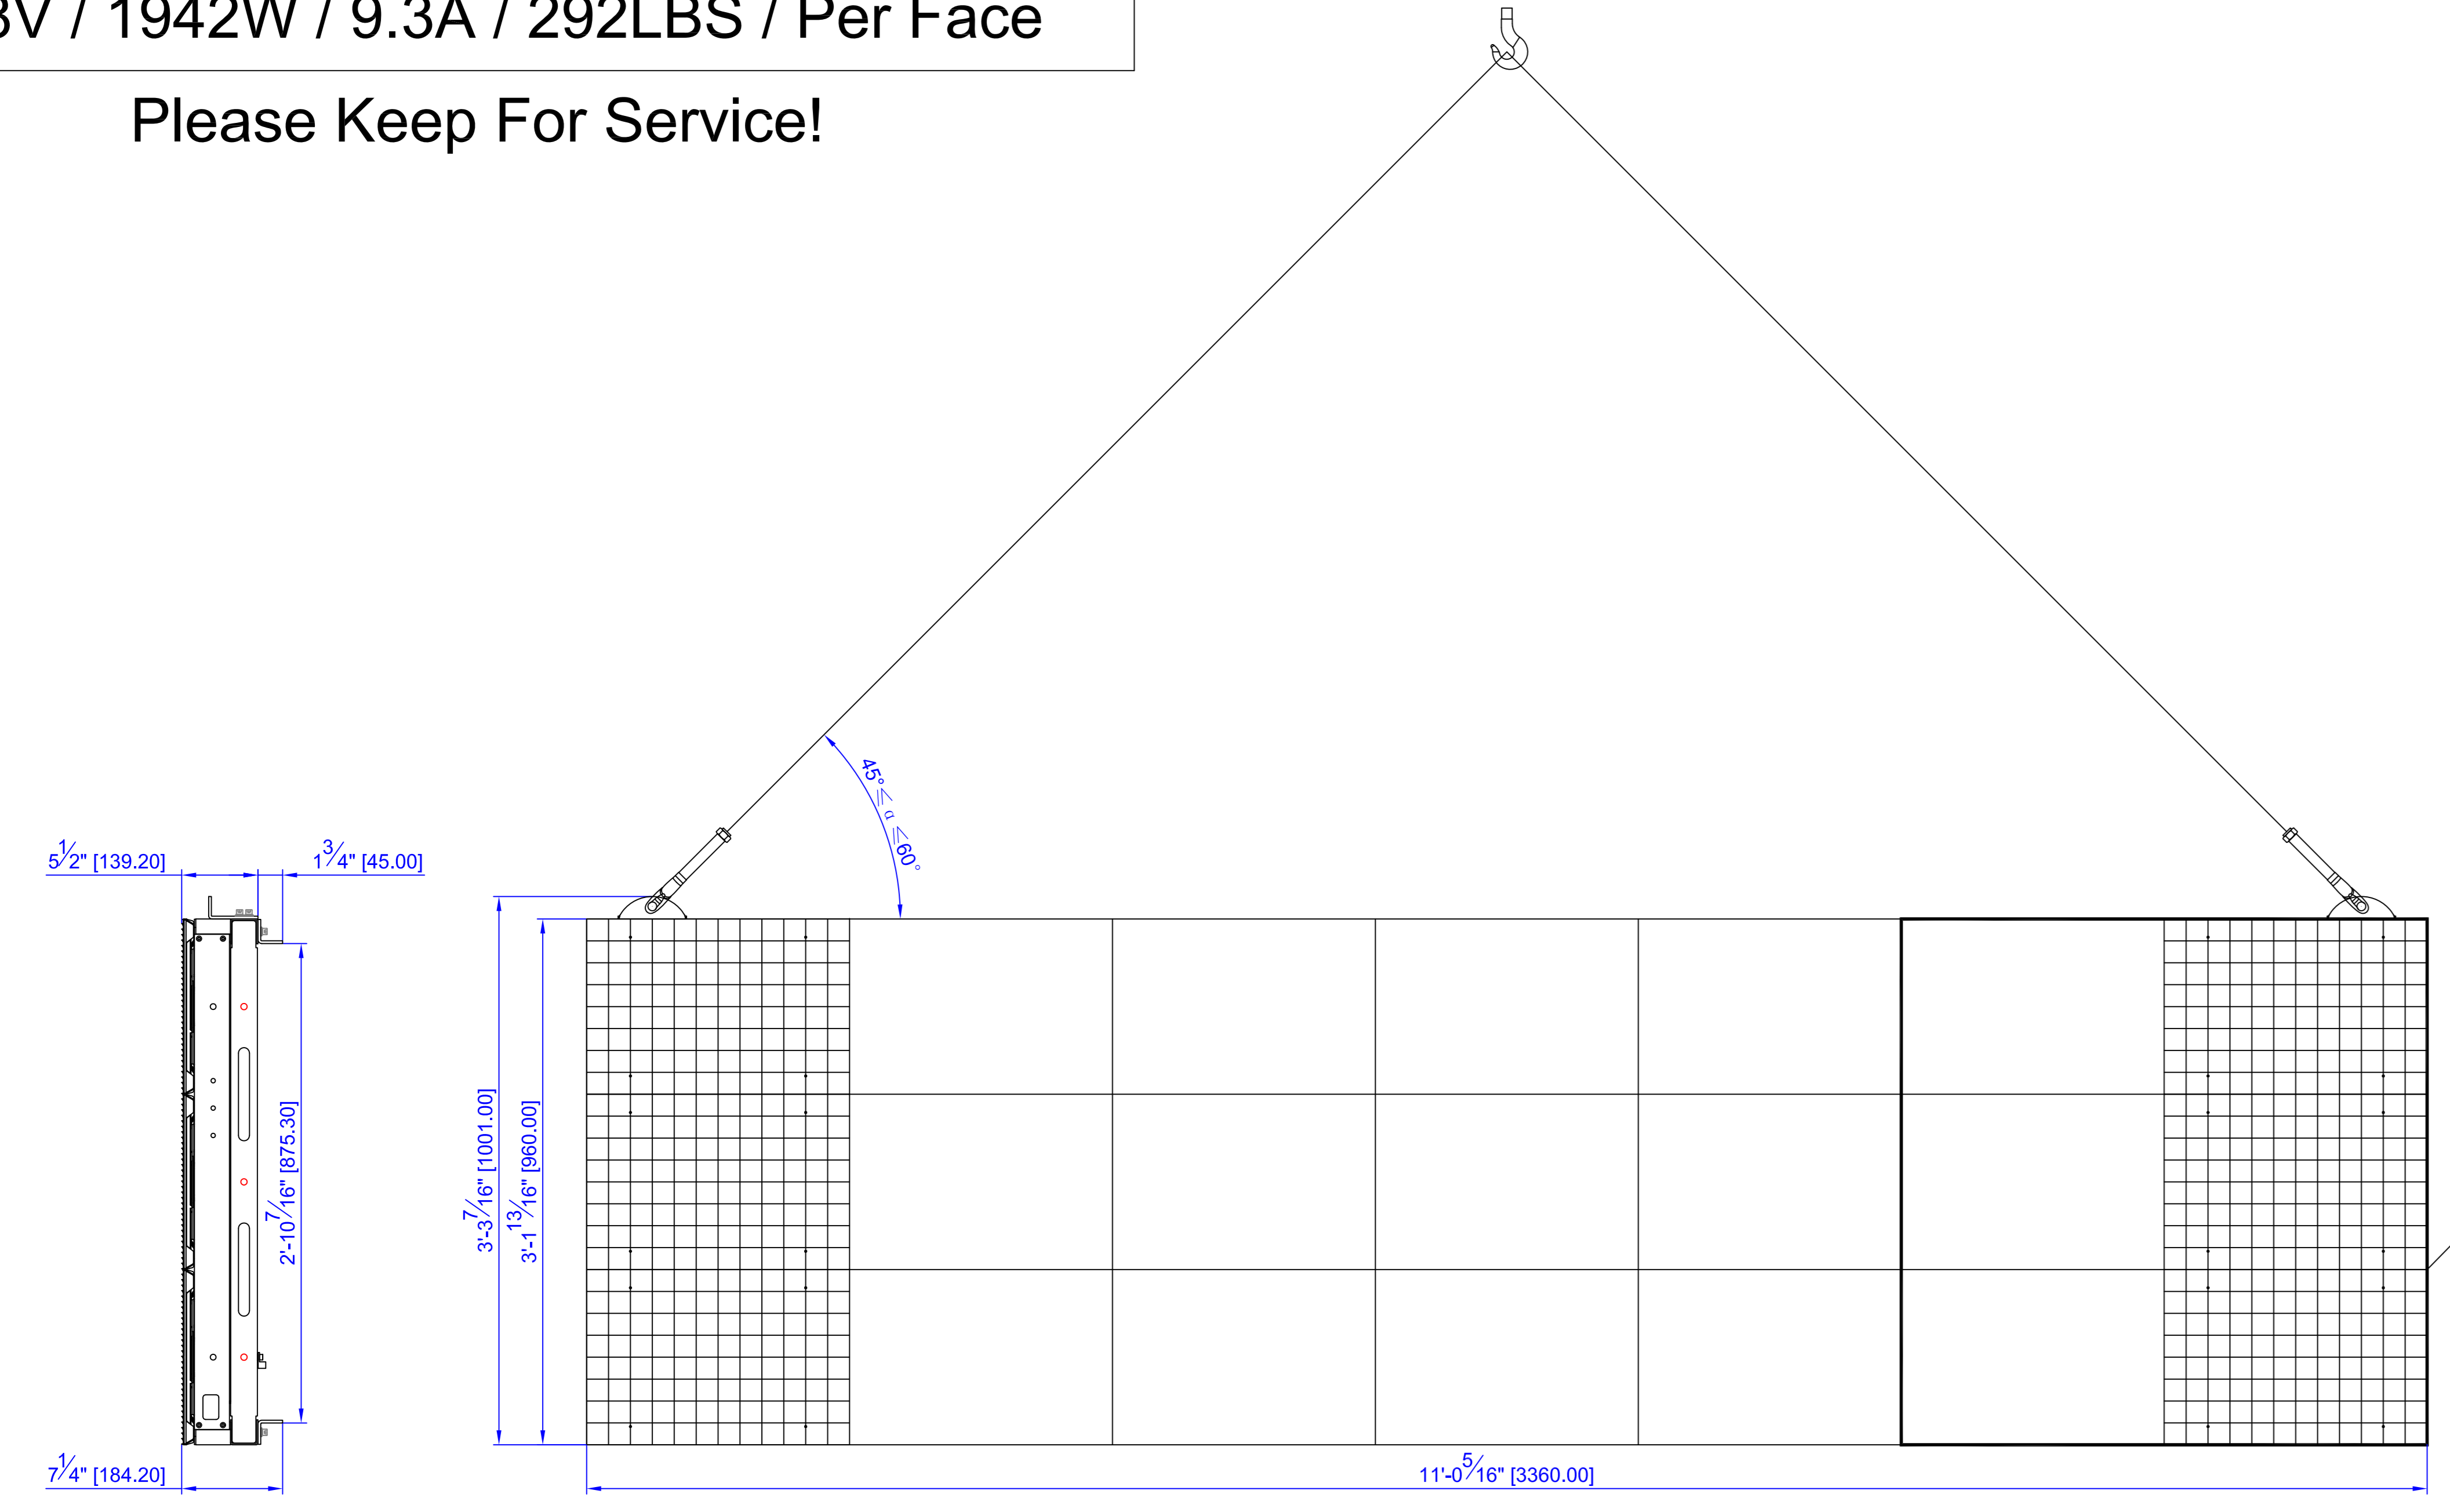 8V / 1942W / 9.3A / 292LBS / Per Face
Please Keep For Service!
45°≤ α ≤60°
5 1/2" [139.20]
1 3/4" [45.00]
2'-10 7/16" [875.30]
3'-3 7/16" [1001.00]
3'-1 13/16" [960.00]
7 1/4" [184.20]
11'-0 5/16" [3360.00]